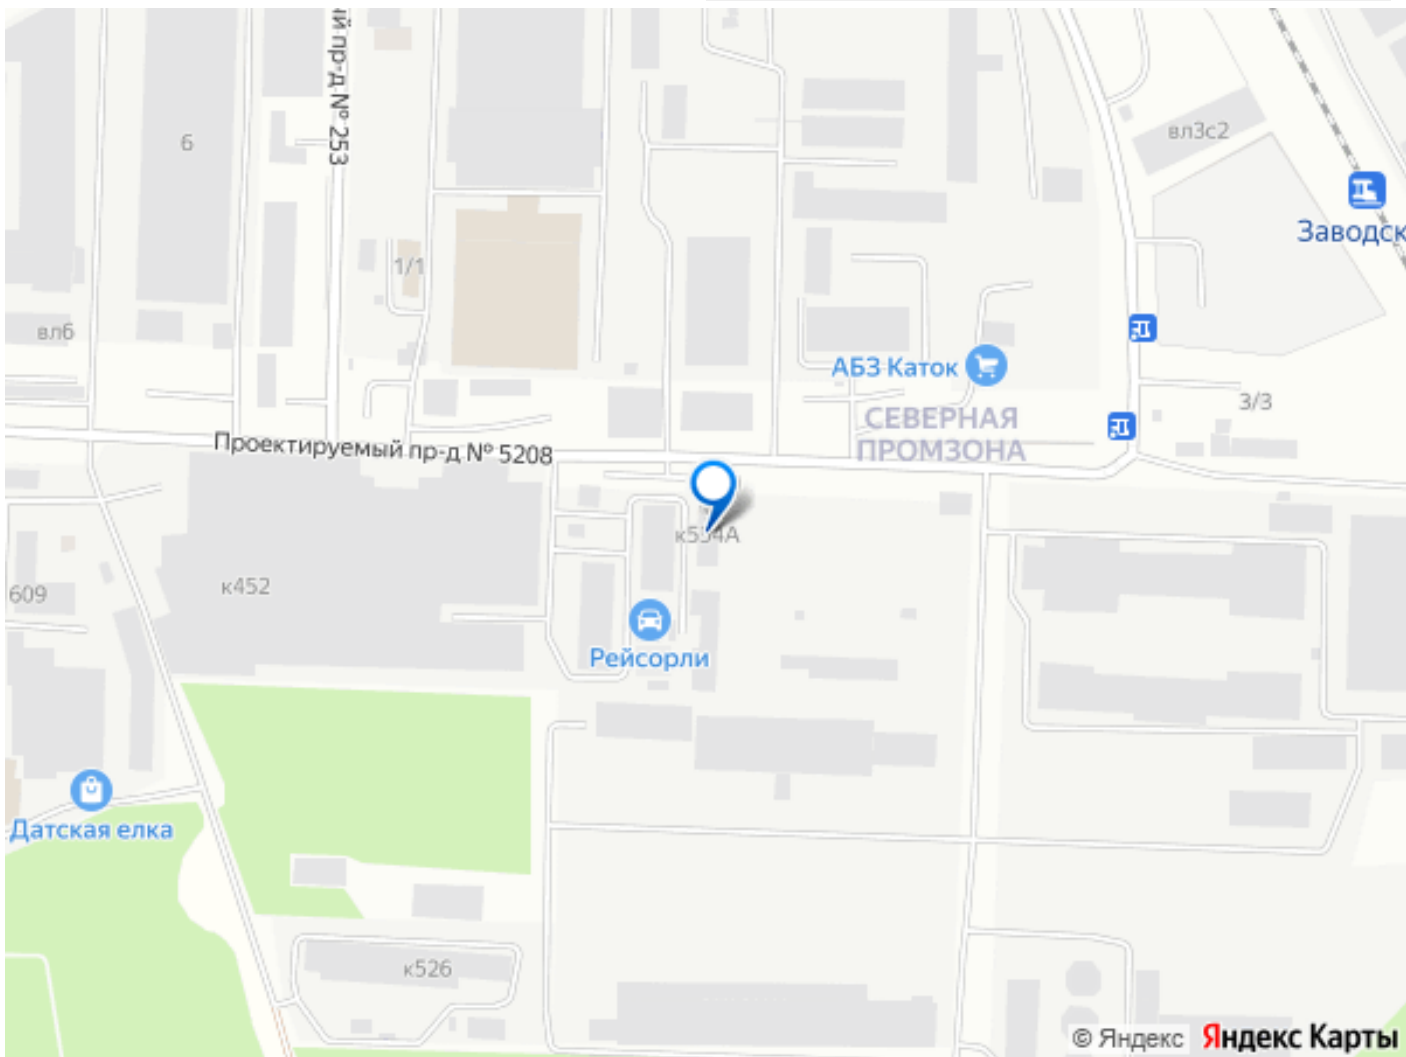 ый пр-д № 253
6
вл3с2
Заводск
1/1
вл6
АБЗ Каток
3/3
СЕВЕРНАЯ
ПРОМЗОНА
Проектируемый пр-д № 5208
к554А
к452
609
Рейсорли
Датская елка
к526
© Яндекс Яндекс Карты